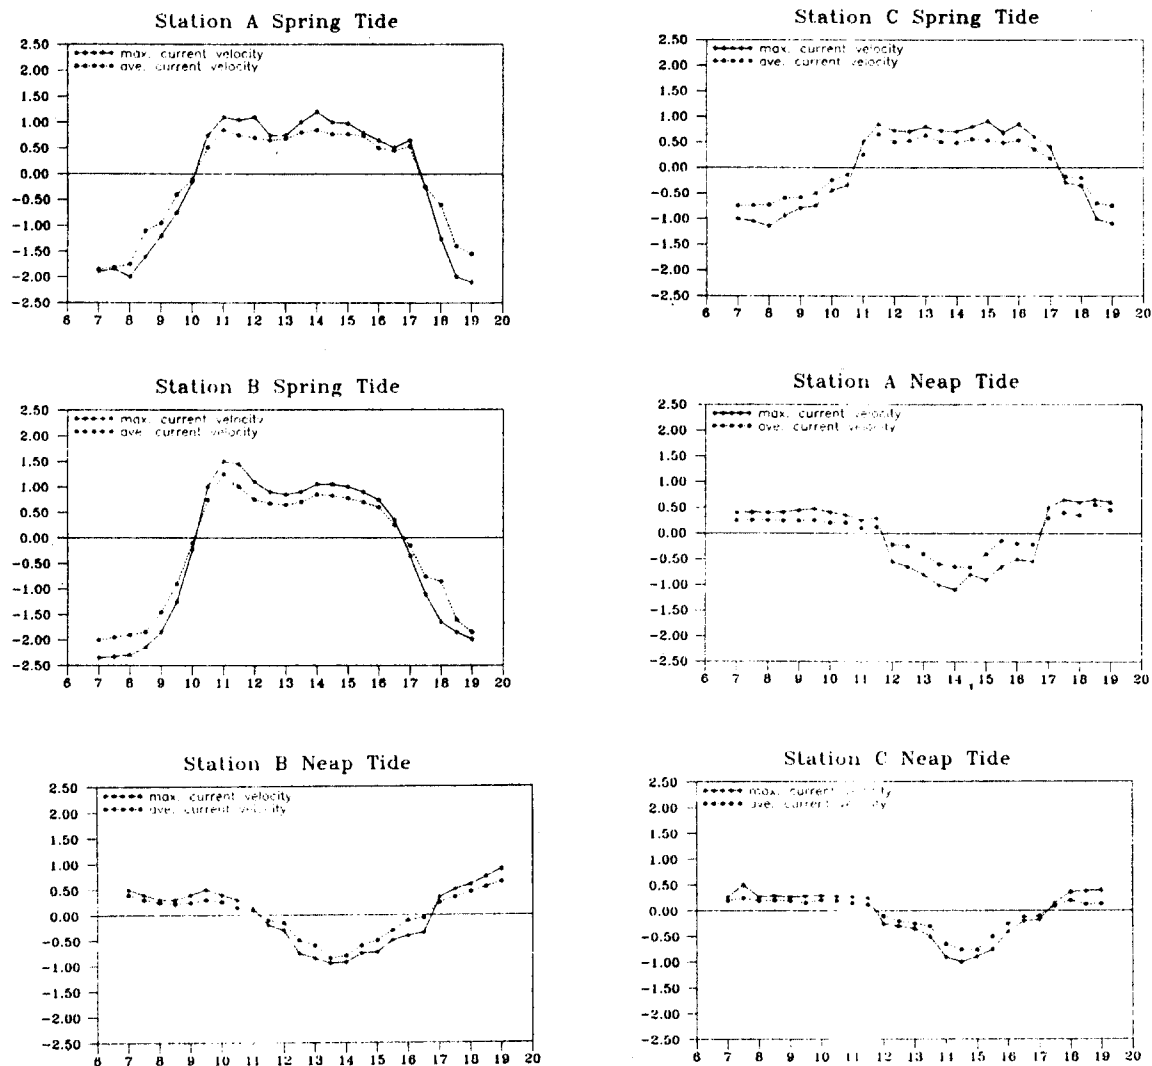 Station A Spring Tide
2.50
max. current velocity
ave. current velocity
2.00
1.50
1.00
0.50
0.00
-0.50
-1.00
-1.50
-2.00
-2.50
6 7 8 9 10 11 12 13 14 15 16 17 18 19 20
Station C Spring Tide
2.50
max. current velocity
ave. current velocity
2.00
1.50
1.00
0.50
0.00
-0.50
-1.00
-1.50
-2.00
-2.50
6 7 8 9 10 11 12 13 14 15 16 17 18 19 20
Station B Spring Tide
2.50
max. current velocity
ave. current velocity
2.00
1.50
1.00
0.50
0.00
-0.50
-1.00
-1.50
-2.00
-2.50
6 7 8 9 10 11 12 13 14 15 16 17 18 19 20
Station A Neap Tide
2.50
max. current velocity
ave. current velocity
2.00
1.50
1.00
0.50
0.00
-0.50
-1.00
-1.50
-2.00
-2.50
6 7 8 9 10 11 12 13 14 15 16 17 18 19 20
Station B Neap Tide
2.50
max. current velocity
ave. current velocity
2.00
1.50
1.00
0.50
0.00
-0.50
-1.00
-1.50
-2.00
-2.50
6 7 8 9 10 11 12 13 14 15 16 17 18 19 20
Station C Neap Tide
2.50
max. current velocity
ave. current velocity
2.00
1.50
1.00
0.50
0.00
-0.50
-1.00
-1.50
-2.00
-2.50
6 7 8 9 10 11 12 13 14 15 16 17 18 19 20